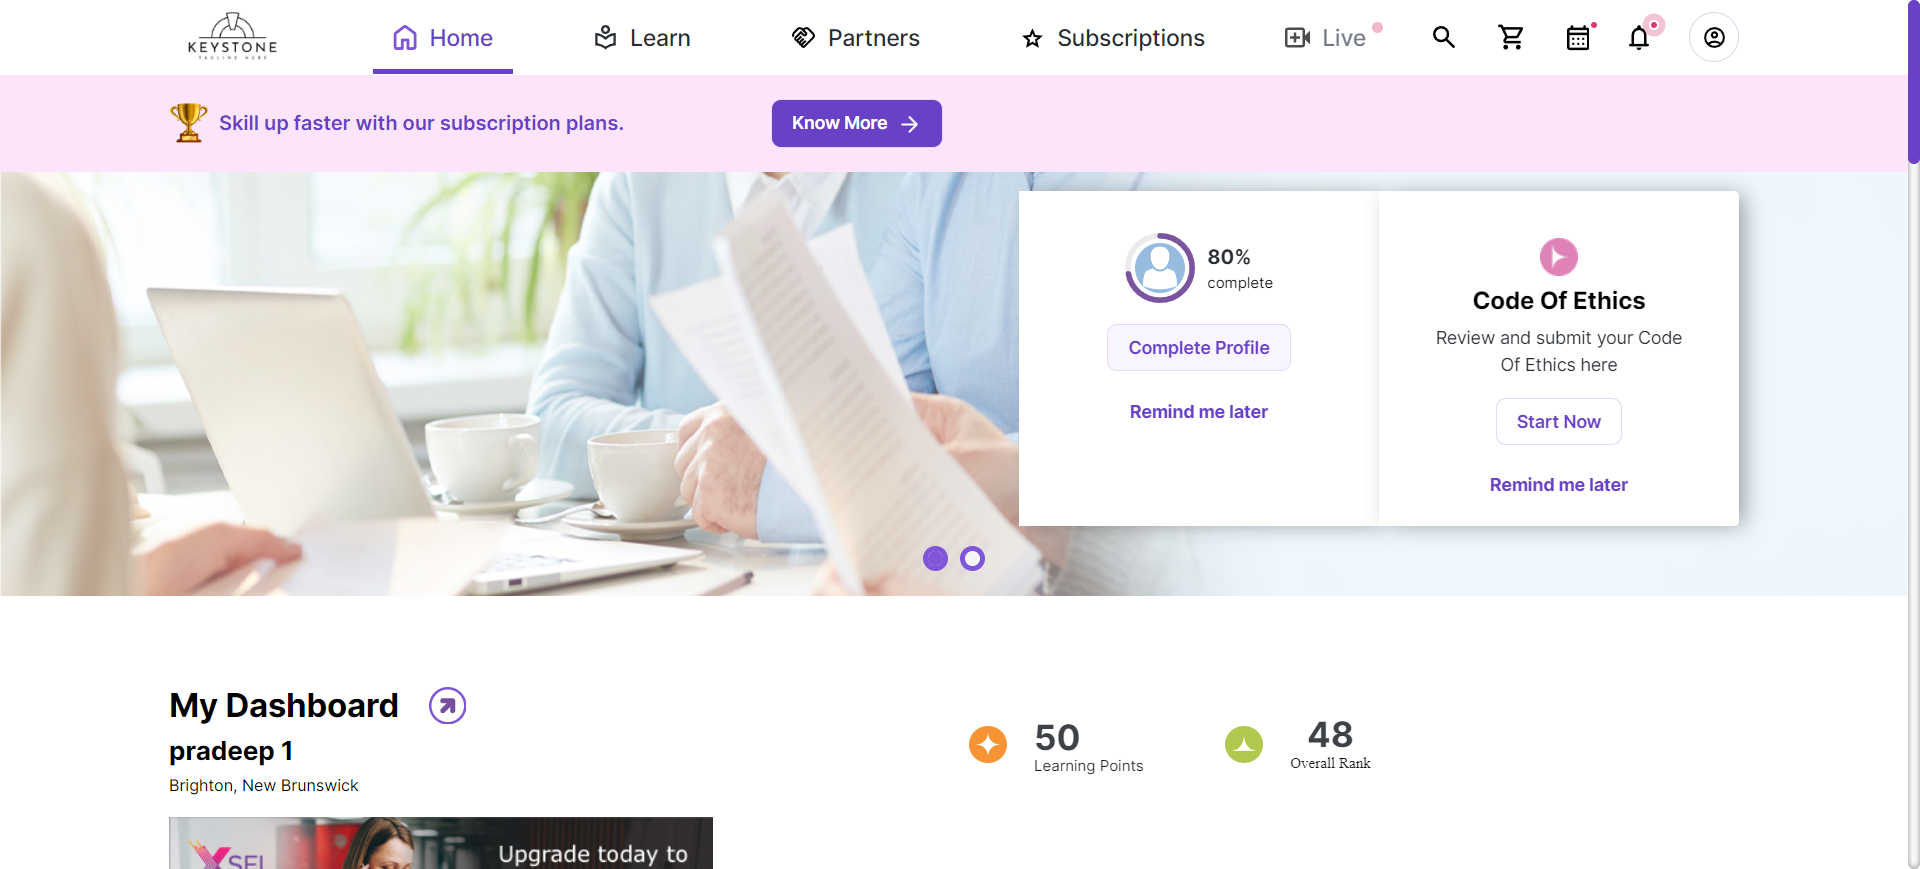 KEYSTONE
TAGLINE HERE
Home
Learn
Partners
Subscriptions
Live
Skill up faster with our subscription plans.
Know More
80%
complete
Complete Profile
Remind me later
Code Of Ethics
Review and submit your Code
Of Ethics here
Start Now
Remind me later
My Dashboard
pradeep 1
Brighton, New Brunswick
50
Learning Points
48
Overall Rank
Upgrade today to